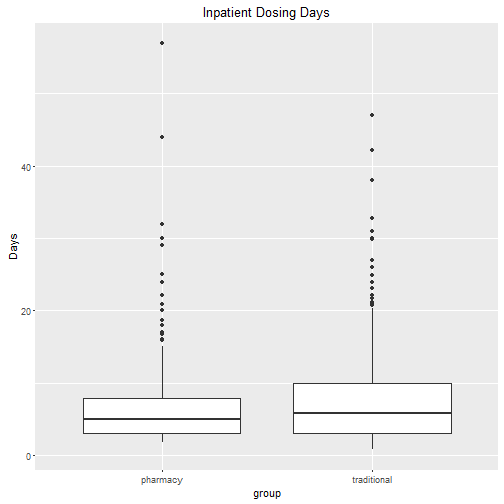 Inpatient Dosing Days
Days
40
20
0
pharmacy
traditional
group